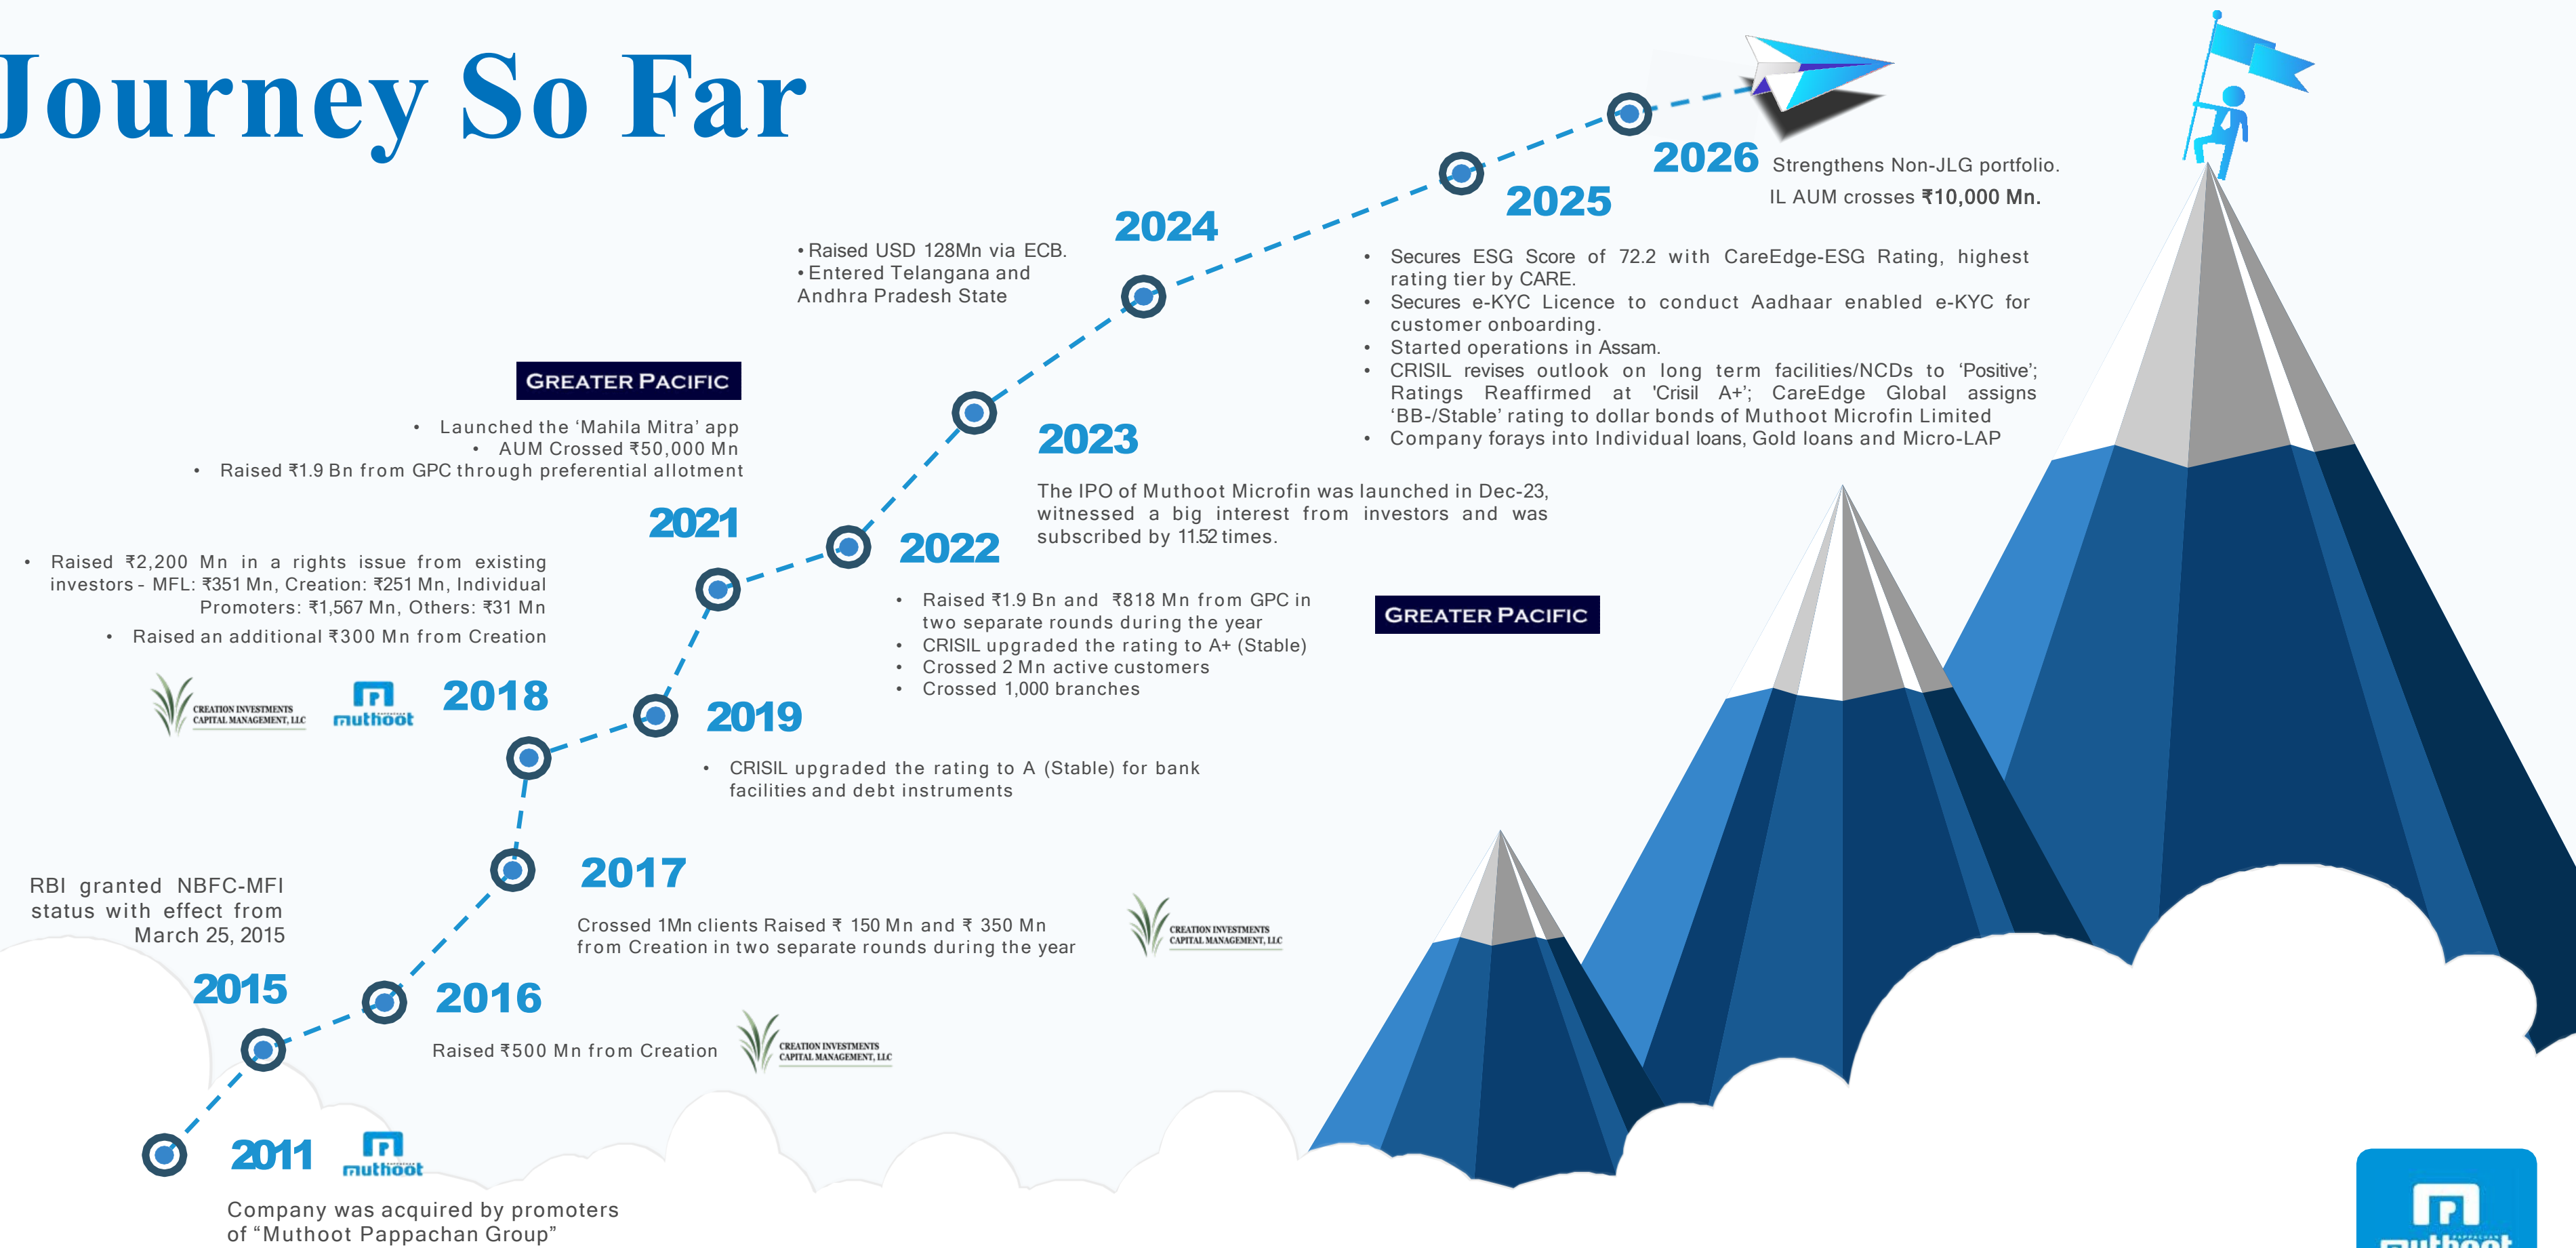 Journey So Far
2026
Strengthens Non-JLG portfolio.
IL AUM crosses ₹10,000 Mn.
2025
• Secures ESG Score of 72.2 with CareEdge-ESG Rating, highest
rating tier by CARE.
• Secures e-KYC Licence to conduct Aadhaar enabled e-KYC for
customer onboarding.
• Started operations in Assam.
• CRISIL revises outlook on long term facilities/NCDs to ‘Positive’;
Ratings Reaffirmed at 'Crisil A+’; CareEdge Global assigns
‘BB-/Stable’ rating to dollar bonds of Muthoot Microfin Limited
• Company forays into Individual loans, Gold loans and Micro-LAP
2024
• Raised USD 128Mn via ECB.
• Entered Telangana and
Andhra Pradesh State
2023
The IPO of Muthoot Microfin was launched in Dec-23,
witnessed a big interest from investors and was
subscribed by 11.52 times.
GREATER PACIFIC
• Launched the ‘Mahila Mitra’ app
• AUM Crossed ₹50,000 Mn
• Raised ₹1.9 Bn from GPC through preferential allotment
2021
2022
• Raised ₹1.9 Bn and ₹818 Mn from GPC in
two separate rounds during the year
• CRISIL upgraded the rating to A+ (Stable)
• Crossed 2 Mn active customers
• Crossed 1,000 branches
GREATER PACIFIC
• Raised ₹2,200 Mn in a rights issue from existing
investors - MFL: ₹351 Mn, Creation: ₹251 Mn, Individual
Promoters: ₹1,567 Mn, Others: ₹31 Mn
• Raised an additional ₹300 Mn from Creation
CREATION INVESTMENTS
CAPITAL MANAGEMENT, LLC
muthoot
2018
2019
• CRISIL upgraded the rating to A (Stable) for bank
facilities and debt instruments
2017
Crossed 1Mn clients Raised ₹ 150 Mn and ₹ 350 Mn
from Creation in two separate rounds during the year
CREATION INVESTMENTS
CAPITAL MANAGEMENT, LLC
RBI granted NBFC-MFI
status with effect from
March 25, 2015
2015
2016
Raised ₹500 Mn from Creation
CREATION INVESTMENTS
CAPITAL MANAGEMENT, LLC
2011
muthoot
Company was acquired by promoters
of “Muthoot Pappachan Group”
PAPPACHAN
muthoot